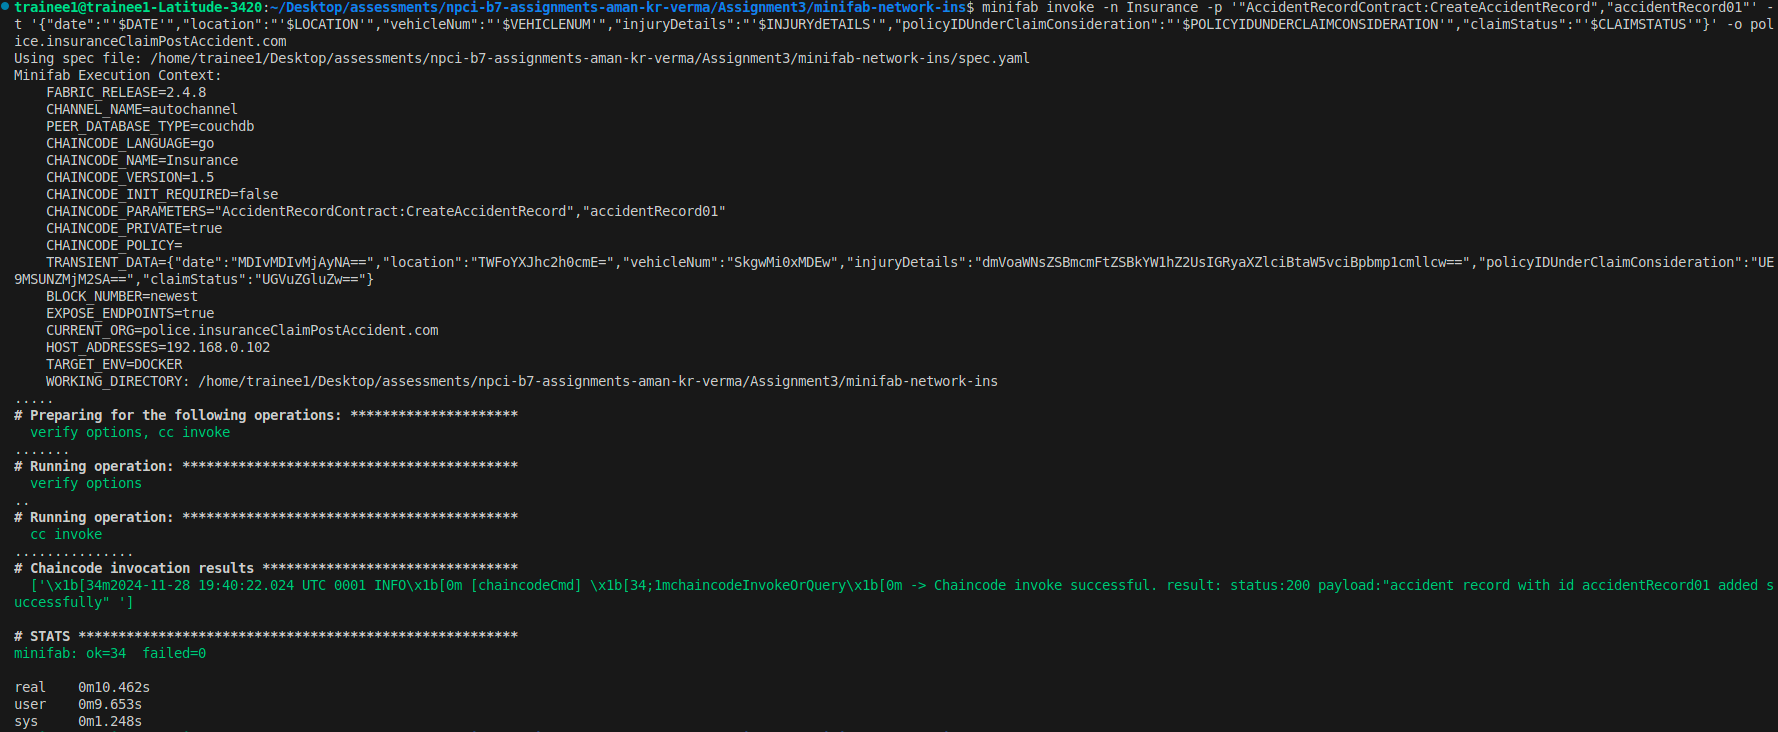 trainee1@trainee1-Latitude-3420:~/Desktop/assessments/npci-b7-assignments-aman-kr-verma/Assignment3/minifab-network-ins$ minifab invoke -n Insurance -p '"AccidentRecordContract:CreateAccidentRecord","accidentRecord01"' -
t '{"date":"'$DATE'","location":"'$LOCATION'","vehicleNum":"'$VEHICLENUM'","injuryDetails":"'$INJURYdETAILS'","policyIDUnderClaimConsideration":"'$POLICYIDUNDERCLAIMCONSIDERATION'","claimStatus":"'$CLAIMSTATUS'"}' -o pol
ice.insuranceClaimPostAccident.com
Using spec file: /home/trainee1/Desktop/assessments/npci-b7-assignments-aman-kr-verma/Assignment3/minifab-network-ins/spec.yaml
Minifab Execution Context:
    FABRIC_RELEASE=2.4.8
    CHANNEL_NAME=autochannel
    PEER_DATABASE_TYPE=couchdb
    CHAINCODE_LANGUAGE=go
    CHAINCODE_NAME=Insurance
    CHAINCODE_VERSION=1.5
    CHAINCODE_INIT_REQUIRED=false
    CHAINCODE_PARAMETERS="AccidentRecordContract:CreateAccidentRecord","accidentRecord01"
    CHAINCODE_PRIVATE=true
    CHAINCODE_POLICY=
    TRANSIENT_DATA={"date":"MDIvMDIvMjAyNA==","location":"TWFoYXJhc2h0cmE=","vehicleNum":"SkgwMi0xMDEw","injuryDetails":"dmVoaWNsZSBmcmFtZSBkYW1hZ2UsIGRyaXZlciBtaW5vciBpbmp1cmllcw==","policyIDUnderClaimConsideration":"UE
9MSUNZMjM2SA==","claimStatus":"UGVuZGluZw=="}
    BLOCK_NUMBER=newest
    EXPOSE_ENDPOINTS=true
    CURRENT_ORG=police.insuranceClaimPostAccident.com
    HOST_ADDRESSES=192.168.0.102
    TARGET_ENV=DOCKER
    WORKING_DIRECTORY: /home/trainee1/Desktop/assessments/npci-b7-assignments-aman-kr-verma/Assignment3/minifab-network-ins
.....
# Preparing for the following operations: *********************
  verify options, cc invoke
.......
# Running operation: ******************************************
  verify options
..
# Running operation: ******************************************
  cc invoke
...............
# Chaincode invocation results ********************************
  ['\x1b[34m2024-11-28 19:40:22.024 UTC 0001 INFO\x1b[0m [chaincodeCmd] \x1b[34;1mchaincodeInvokeOrQuery\x1b[0m -> Chaincode invoke successful. result: status:200 payload:"accident record with id accidentRecord01 added s
uccessfully" ']
# STATS *******************************************************
minifab: ok=34  failed=0
real    0m10.462s
user    0m9.653s
sys     0m1.248s